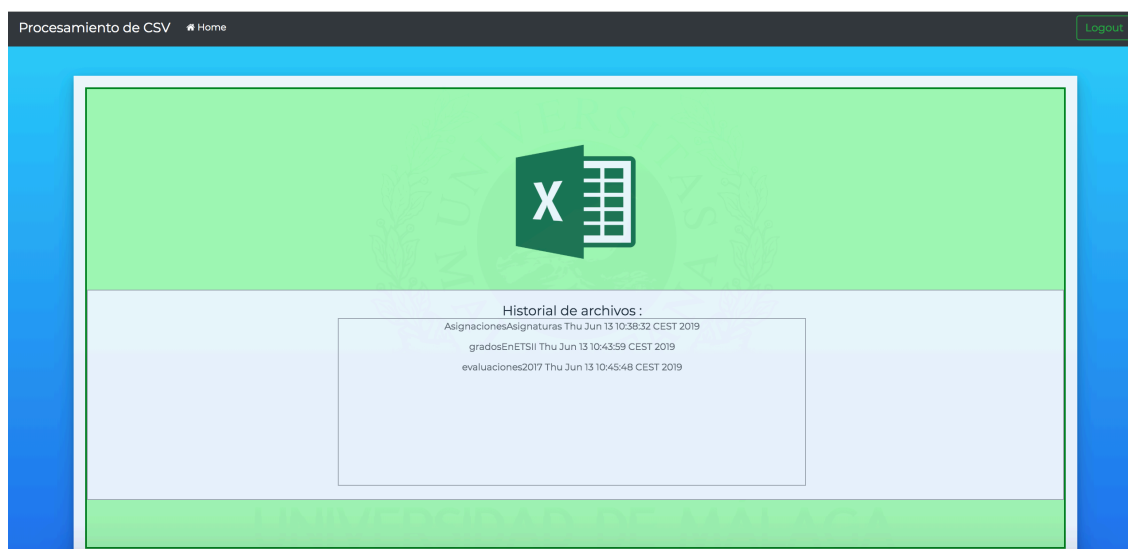 Procesamiento de CSV Home Logout
X
Historial de archivos :
AsignacionesAsignaturas Thu Jun 13 10:38:32 CEST 2019
gradosEnETSII Thu Jun 13 10:43:59 CEST 2019
evaluaciones2017 Thu Jun 13 10:45:48 CEST 2019
UNIVERSIDAD DE MÁLAGA